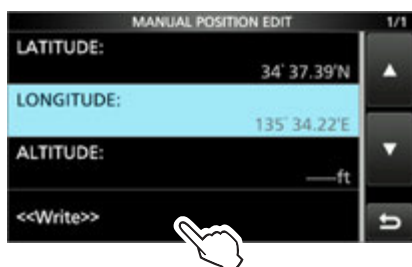 MANUAL POSITION EDIT 1/1
LATITUDE:
34° 37.39'N
LONGITUDE:
135° 34.22'E
ALTITUDE:
-----ft
<<Write>>